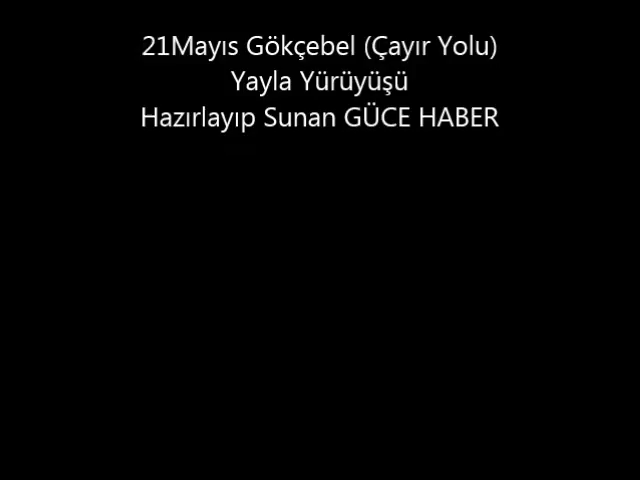 21Mayıs Gökçebel (Çayır Yolu)
Yayla Yürüyüşü
Hazırlayıp Sunan GÜCE HABER